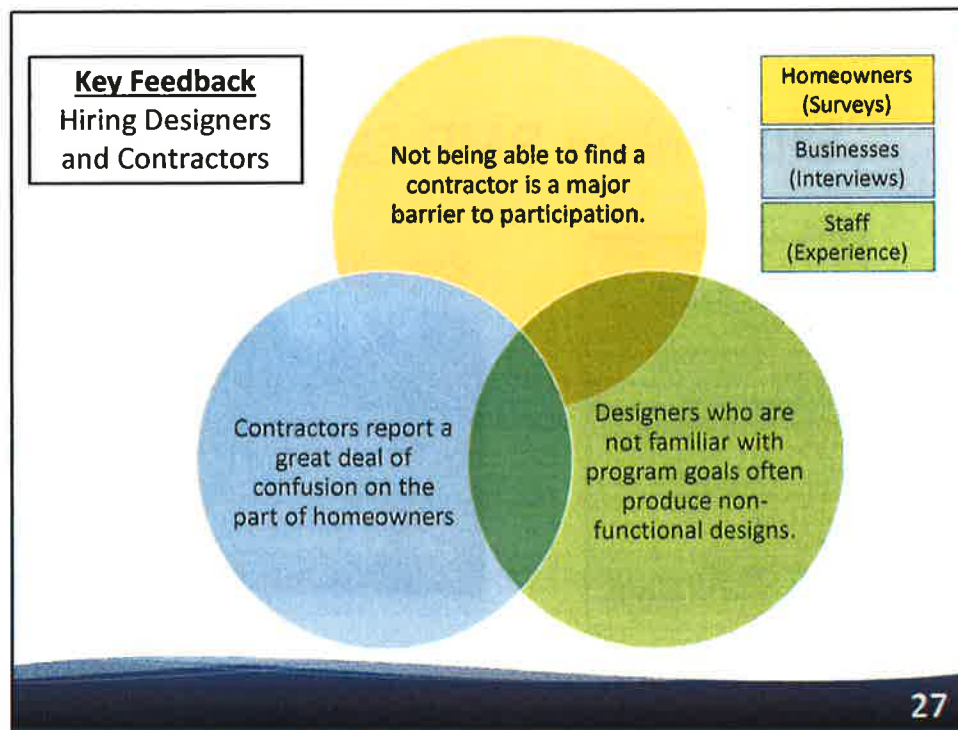 Key Feedback
Hiring Designers
and Contractors
Not being able to find a
contractor is a major
barrier to participation.
Homeowners
(Surveys)
Businesses
(Interviews)
Staff
(Experience)
Contractors report a
great deal of
confusion on the
part of homeowners
Designers who are
not familiar with
program goals often
produce non-
functional designs.
27